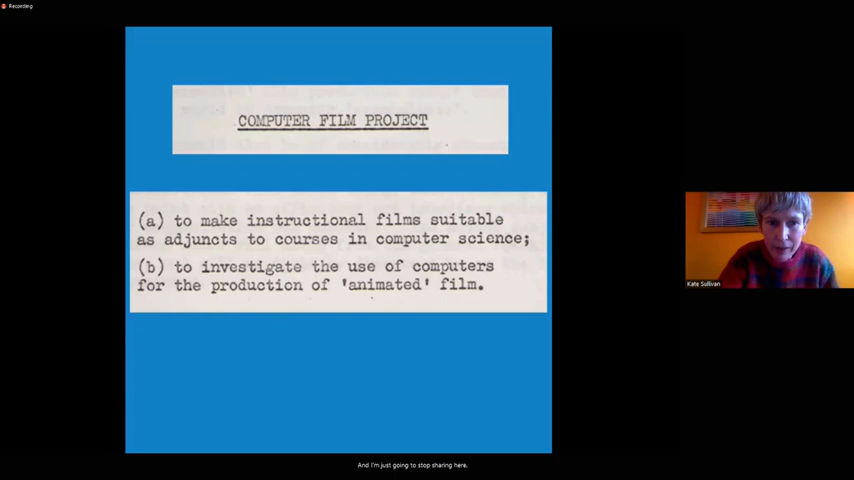 Recording
COMPUTER FILM PROJECT
(a) to make instructional films suitable
as adjuncts to courses in computer science;
(b) to investigate the use of computers
for the production of 'animated' film.
Kate Sullivan
And I'm just going to stop sharing here.